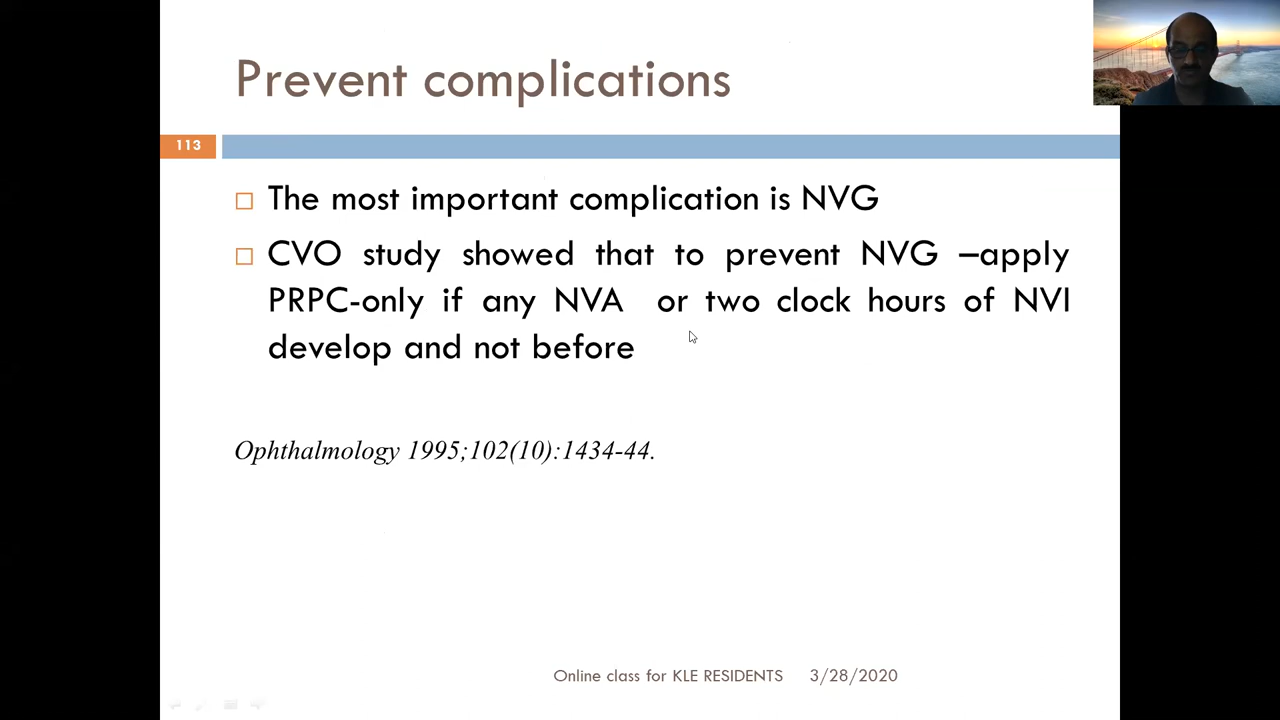 Prevent complications
113
The most important complication is NVG
CVO study showed that to prevent NVG –apply
PRPC-only if any NVA or two clock hours of NVI
develop and not before
Ophthalmology 1995;102(10):1434-44.
Online class for KLE RESIDENTS 3/28/2020